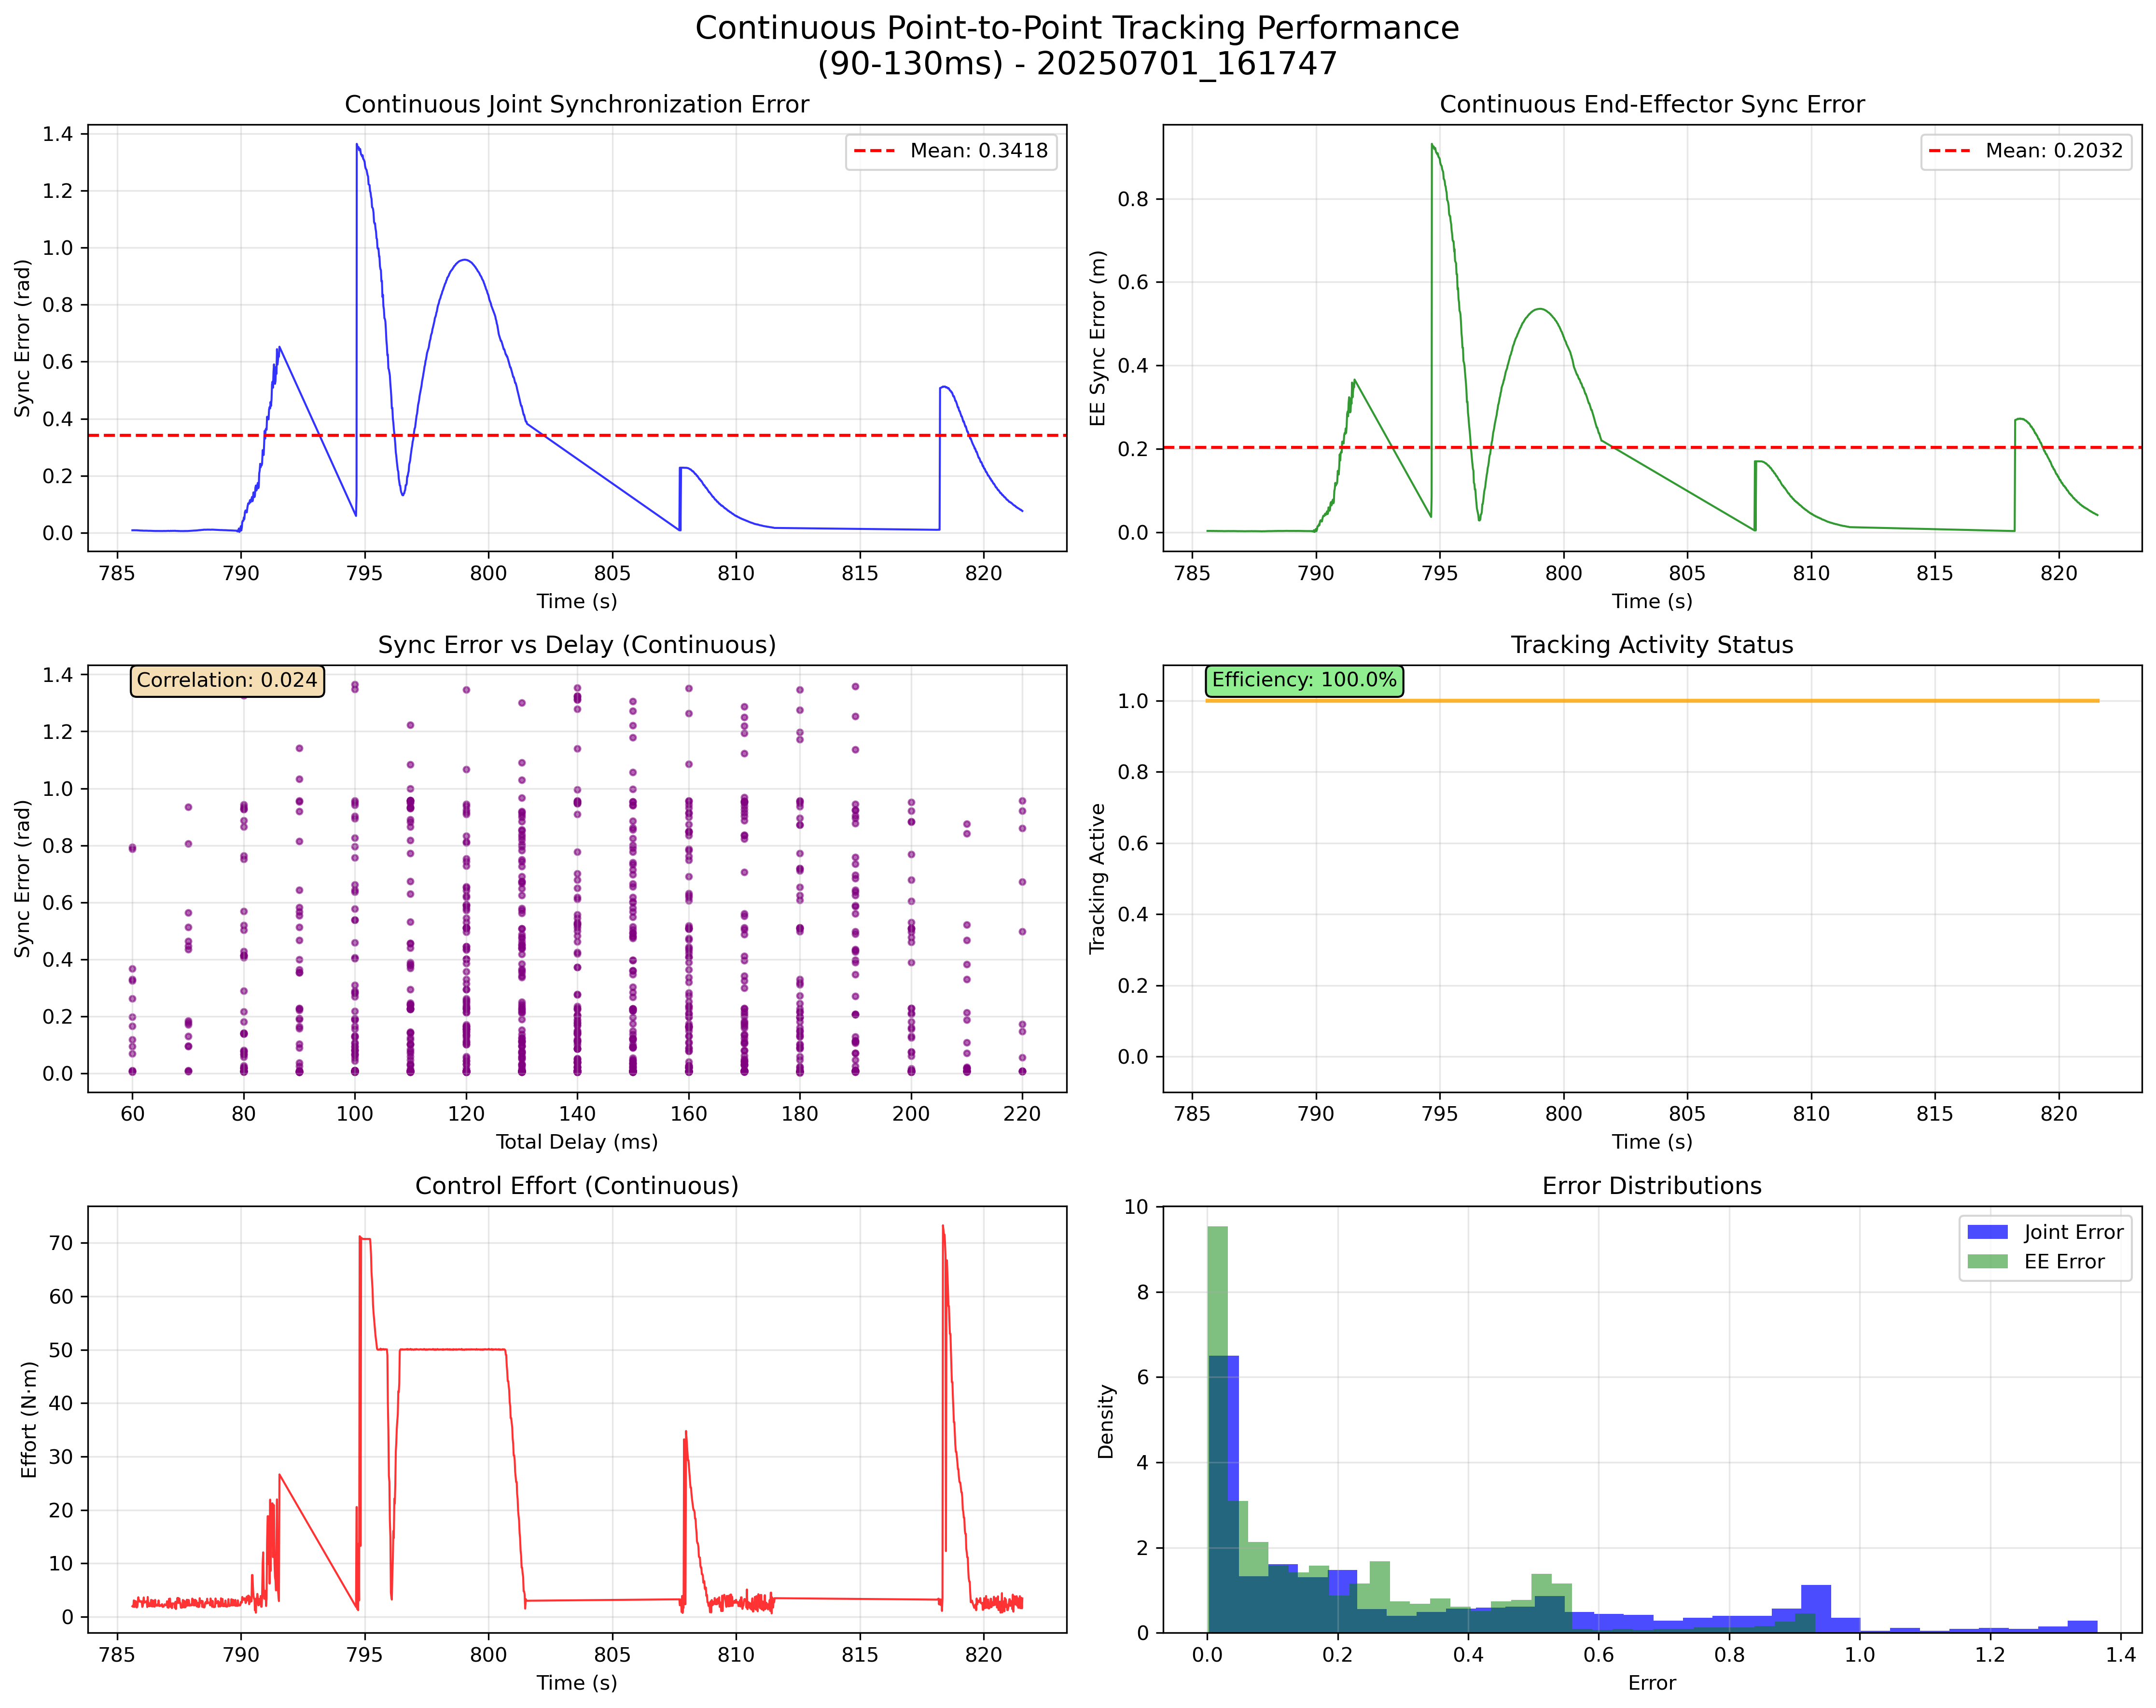 Continuous Point-to-Point Tracking Performance
(90-130ms) - 20250701_161747
Continuous Joint Synchronization Error
Sync Error (rad)
1.4
1.2
1.0
0.8
0.6
0.4
0.2
0.0
Mean: 0.3418
785 790 795 800 805 810 815 820
Time (s)
Continuous End-Effector Sync Error
EE Sync Error (m)
0.8
0.6
0.4
0.2
0.0
Mean: 0.2032
785 790 795 800 805 810 815 820
Time (s)
Sync Error vs Delay (Continuous)
Sync Error (rad)
1.4
1.2
1.0
0.8
0.6
0.4
0.2
0.0
Correlation: 0.024
60 80 100 120 140 160 180 200 220
Total Delay (ms)
Tracking Activity Status
Tracking Active
1.0
0.8
0.6
0.4
0.2
0.0
Efficiency: 100.0%
785 790 795 800 805 810 815 820
Time (s)
Control Effort (Continuous)
Effort (N·m)
70
60
50
40
30
20
10
0
785 790 795 800 805 810 815 820
Time (s)
Error Distributions
Density
10
8
6
4
2
0
Joint Error
EE Error
0.0 0.2 0.4 0.6 0.8 1.0 1.2 1.4
Error